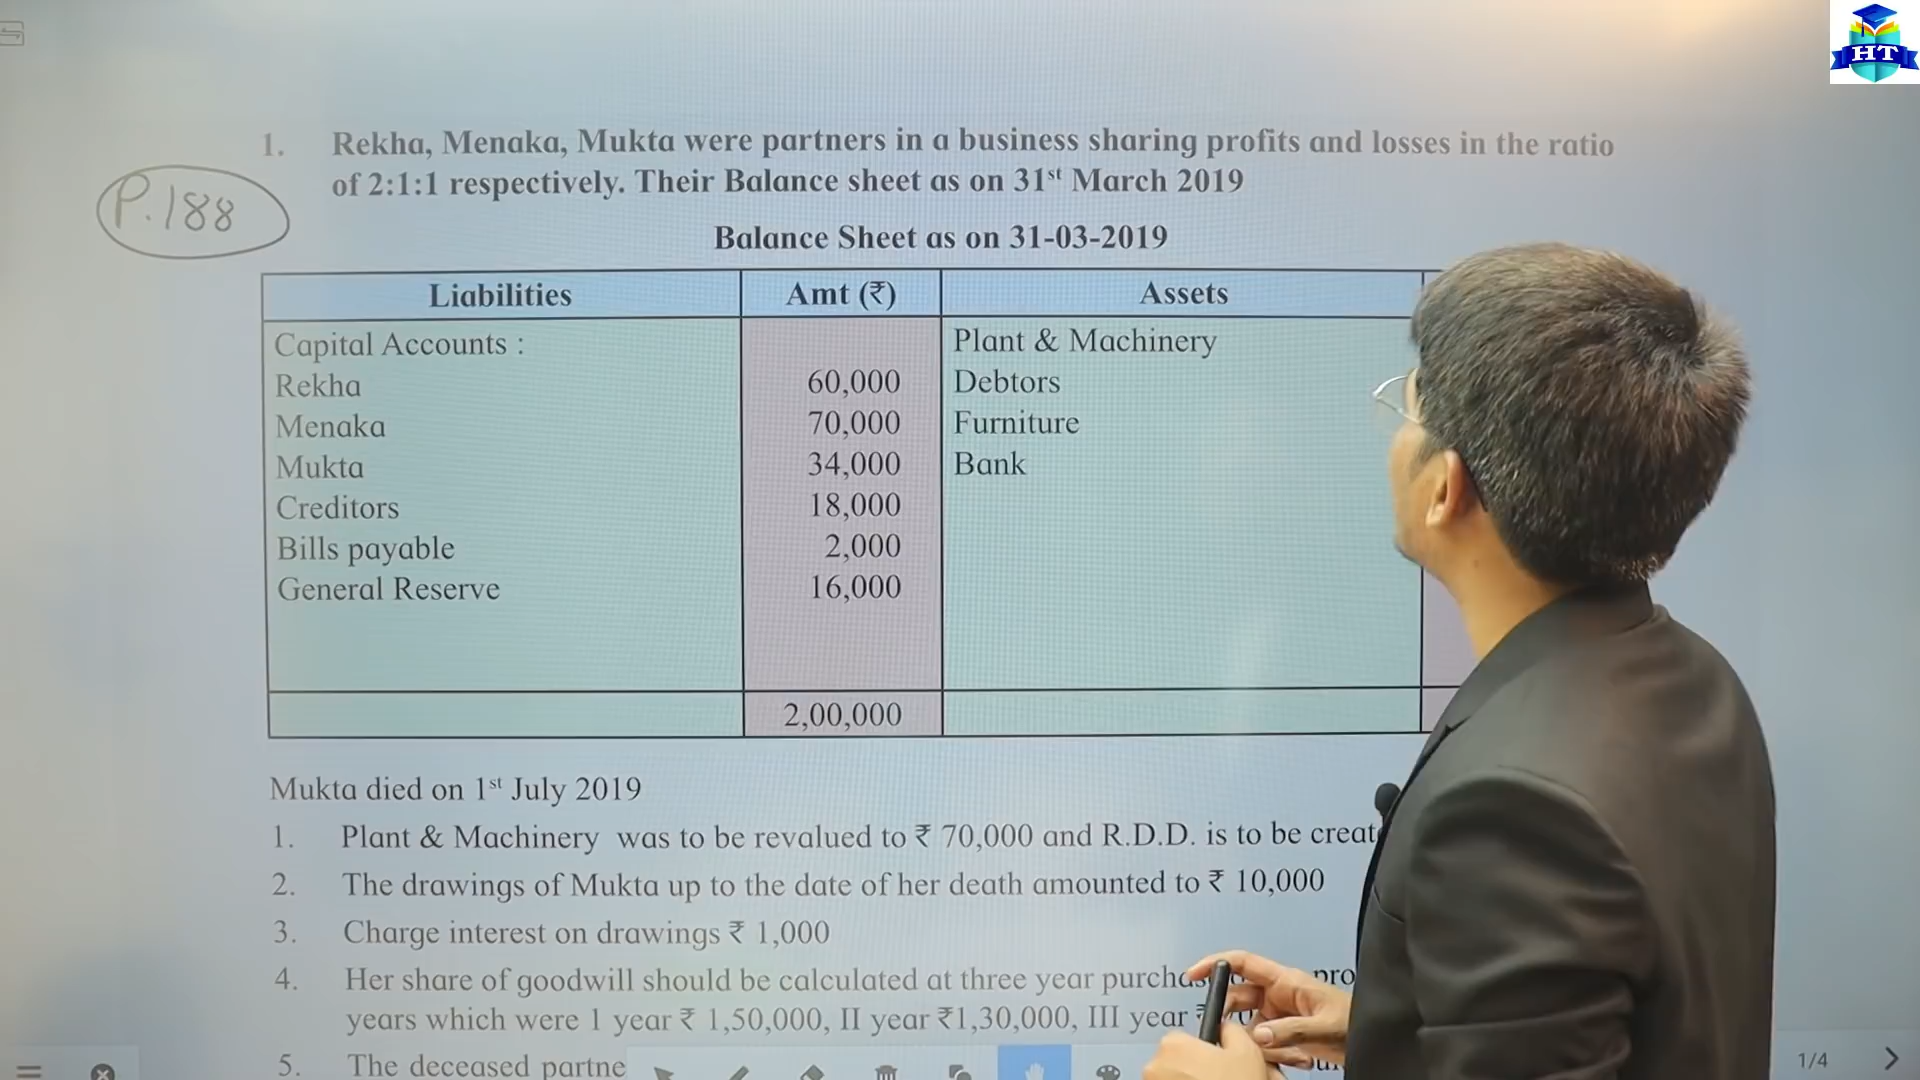 HT
1. Rekha, Menaka, Mukta were partners in a business sharing profits and losses in the ratio
of 2:1:1 respectively. Their Balance sheet as on 31st March 2019
P.188
Balance Sheet as on 31-03-2019
Liabilities Amt (₹) Assets
Capital Accounts : Plant & Machinery
Rekha 60,000 Debtors
Menaka 70,000 Furniture
Mukta 34,000 Bank
Creditors 18,000
Bills payable 2,000
General Reserve 16,000
2,00,000
Mukta died on 1st July 2019
1. Plant & Machinery was to be revalued to ₹ 70,000 and R.D.D. is to be
2. The drawings of Mukta up to the date of her death amounted to ₹ 10,000
3. Charge interest on drawings ₹ 1,000
4. Her share of goodwill should be calculated at three year
years which were 1 year ₹ 1,50,000, II year ₹1,30,000, III year
5. The deceased
1/4